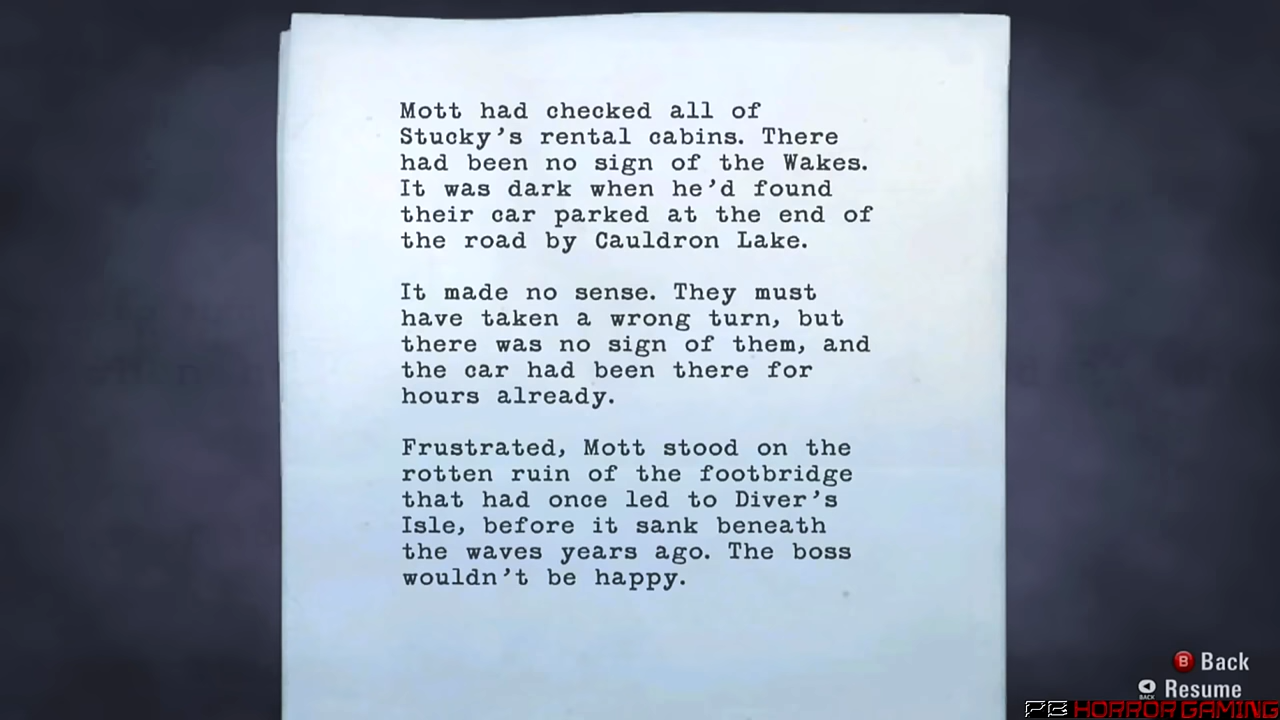 Mott had checked all of
Stucky's rental cabins. There
had been no sign of the Wakes.
It was dark when he'd found
their car parked at the end of
the road by Cauldron Lake.
It made no sense. They must
have taken a wrong turn, but
there was no sign of them, and
the car had been there for
hours already.
Frustrated, Mott stood on the
rotten ruin of the footbridge
that had once led to Diver's
Isle, before it sank beneath
the waves years ago. The boss
wouldn't be happy.
B Back
BACK Resume
PE HORROR GAMING